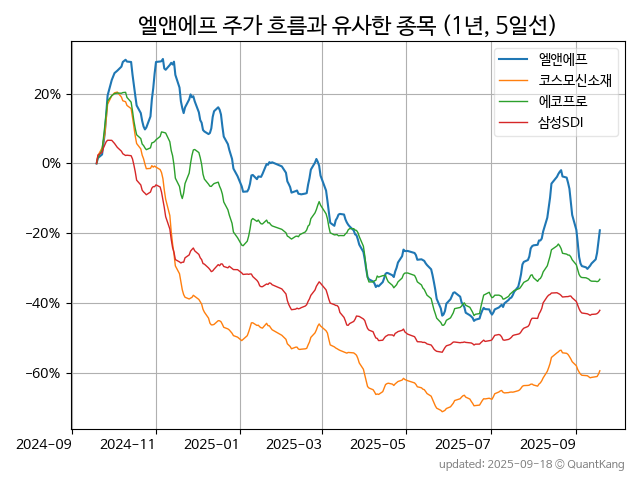 엘앤에프 주가 흐름과 유사한 종목 (1년, 5일선)
엘앤에프
코스모신소재
에코프로
삼성SDI
20%
0%
−20%
−40%
−60%
2024-09 2024-11 2025-01 2025-03 2025-05 2025-07 2025-09
updated: 2025-09-18 © QuantKang